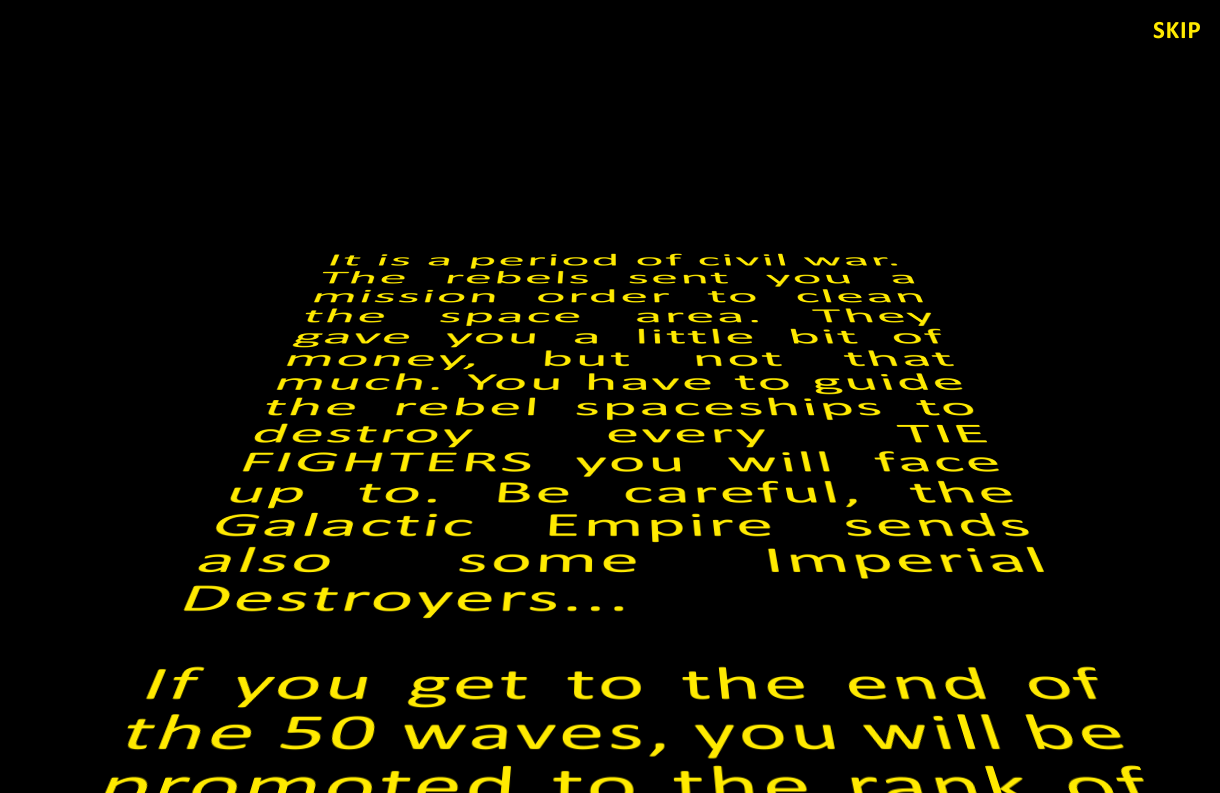 SKIP
It is a period of civil war.
The rebels sent you a
mission order to clean
the space area. They
gave you a little bit of
money, but not that
much. You have to guide
the rebel spaceships to
destroy every TIE
FIGHTERS you will face
up to. Be careful, the
Galactic Empire sends
also some Imperial
Destroyers...
If you get to the end of
the 50 waves, you will be
promoted to the rank of